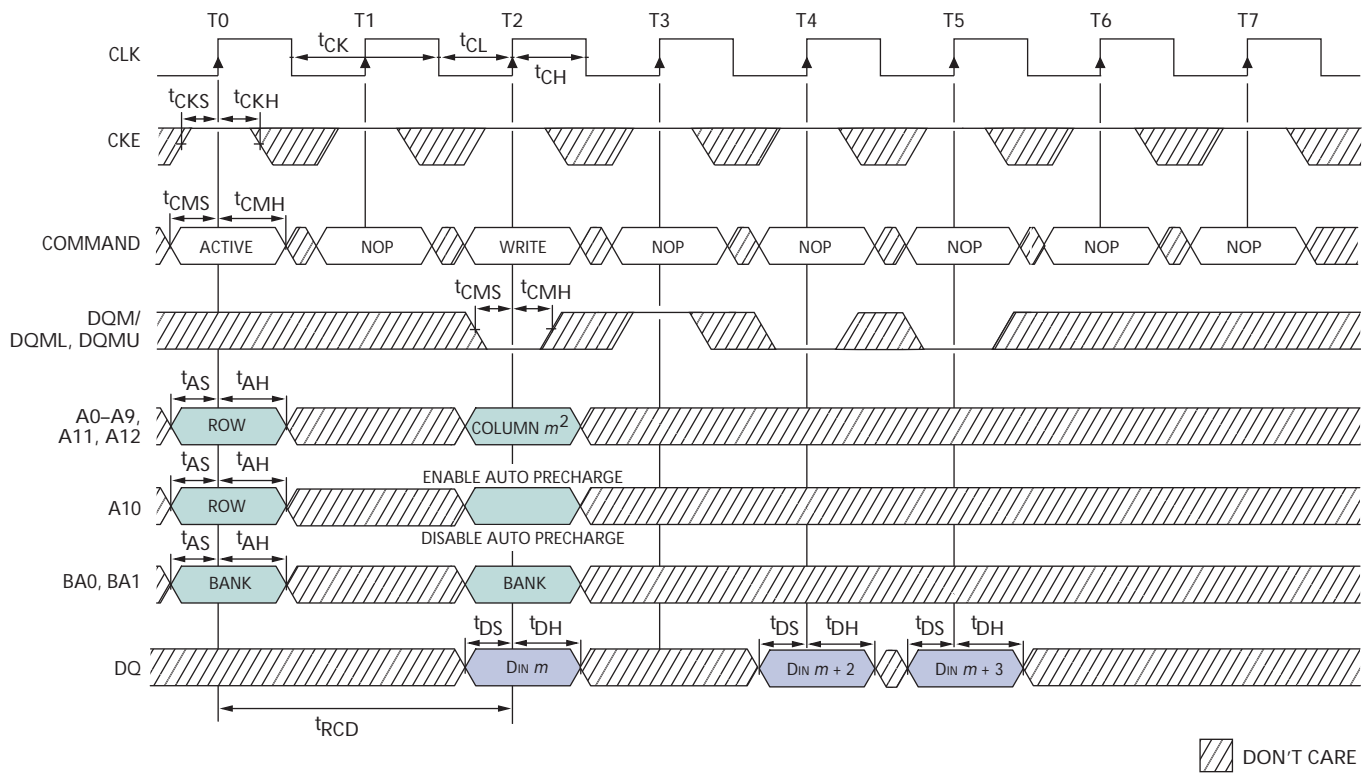 T0 T1 T2 T3 T4 T5 T6 T7
CLK
tCK tCL
tCH
tCKS tCKH
CKE
tCMS tCMH
COMMAND ACTIVE NOP WRITE NOP NOP NOP NOP NOP
tCMS tCMH
DQM/
DQML, DQMU
tAS tAH
A0–A9,
A11, A12
ROW COLUMN m²
tAS tAH
ENABLE AUTO PRECHARGE
A10 ROW
DISABLE AUTO PRECHARGE
tAS tAH
BA0, BA1 BANK BANK
tDS tDH tDS tDH tDS tDH
DQ DIN m DIN m + 2 DIN m + 3
tRCD
DON'T CARE